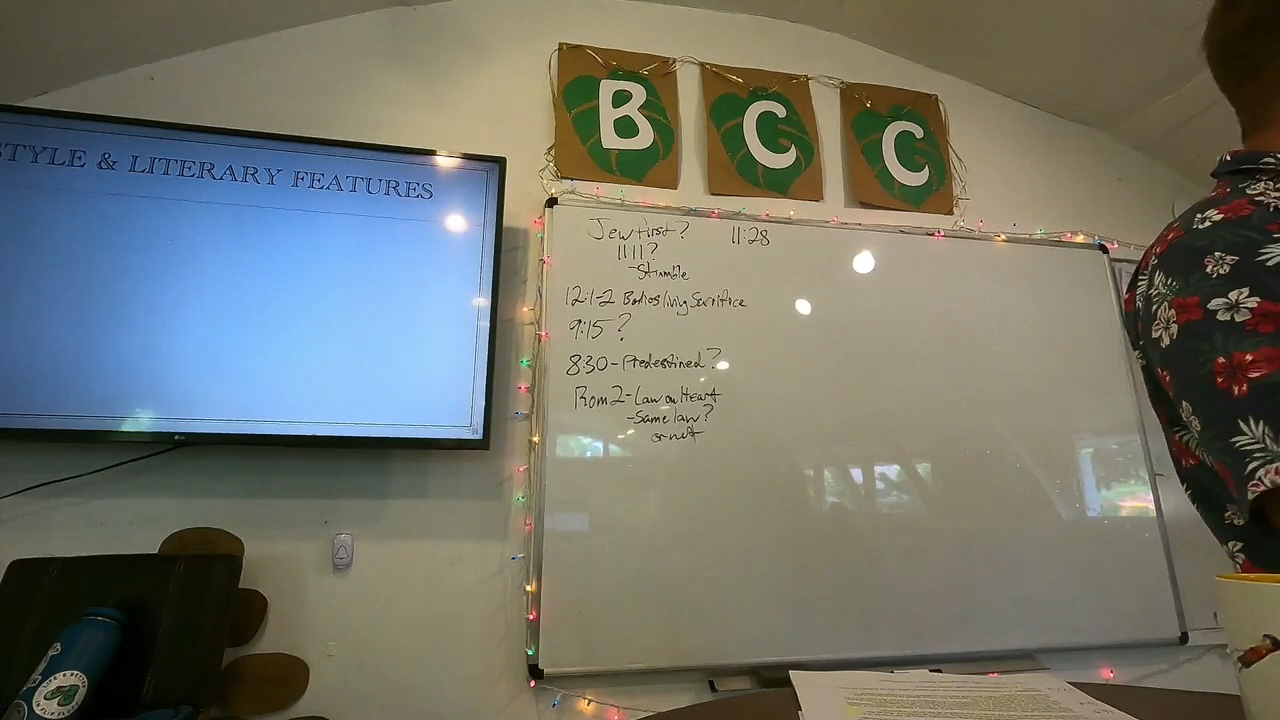 STYLE & LITERARY FEATURES
B C C
Jew first? 11:28
11:11?
-Stumble
12:1-2 Bodies living Sacrifice
9:15?
8:30-Predestined?
Rom 2-Law on Heart
-Same law?
or not